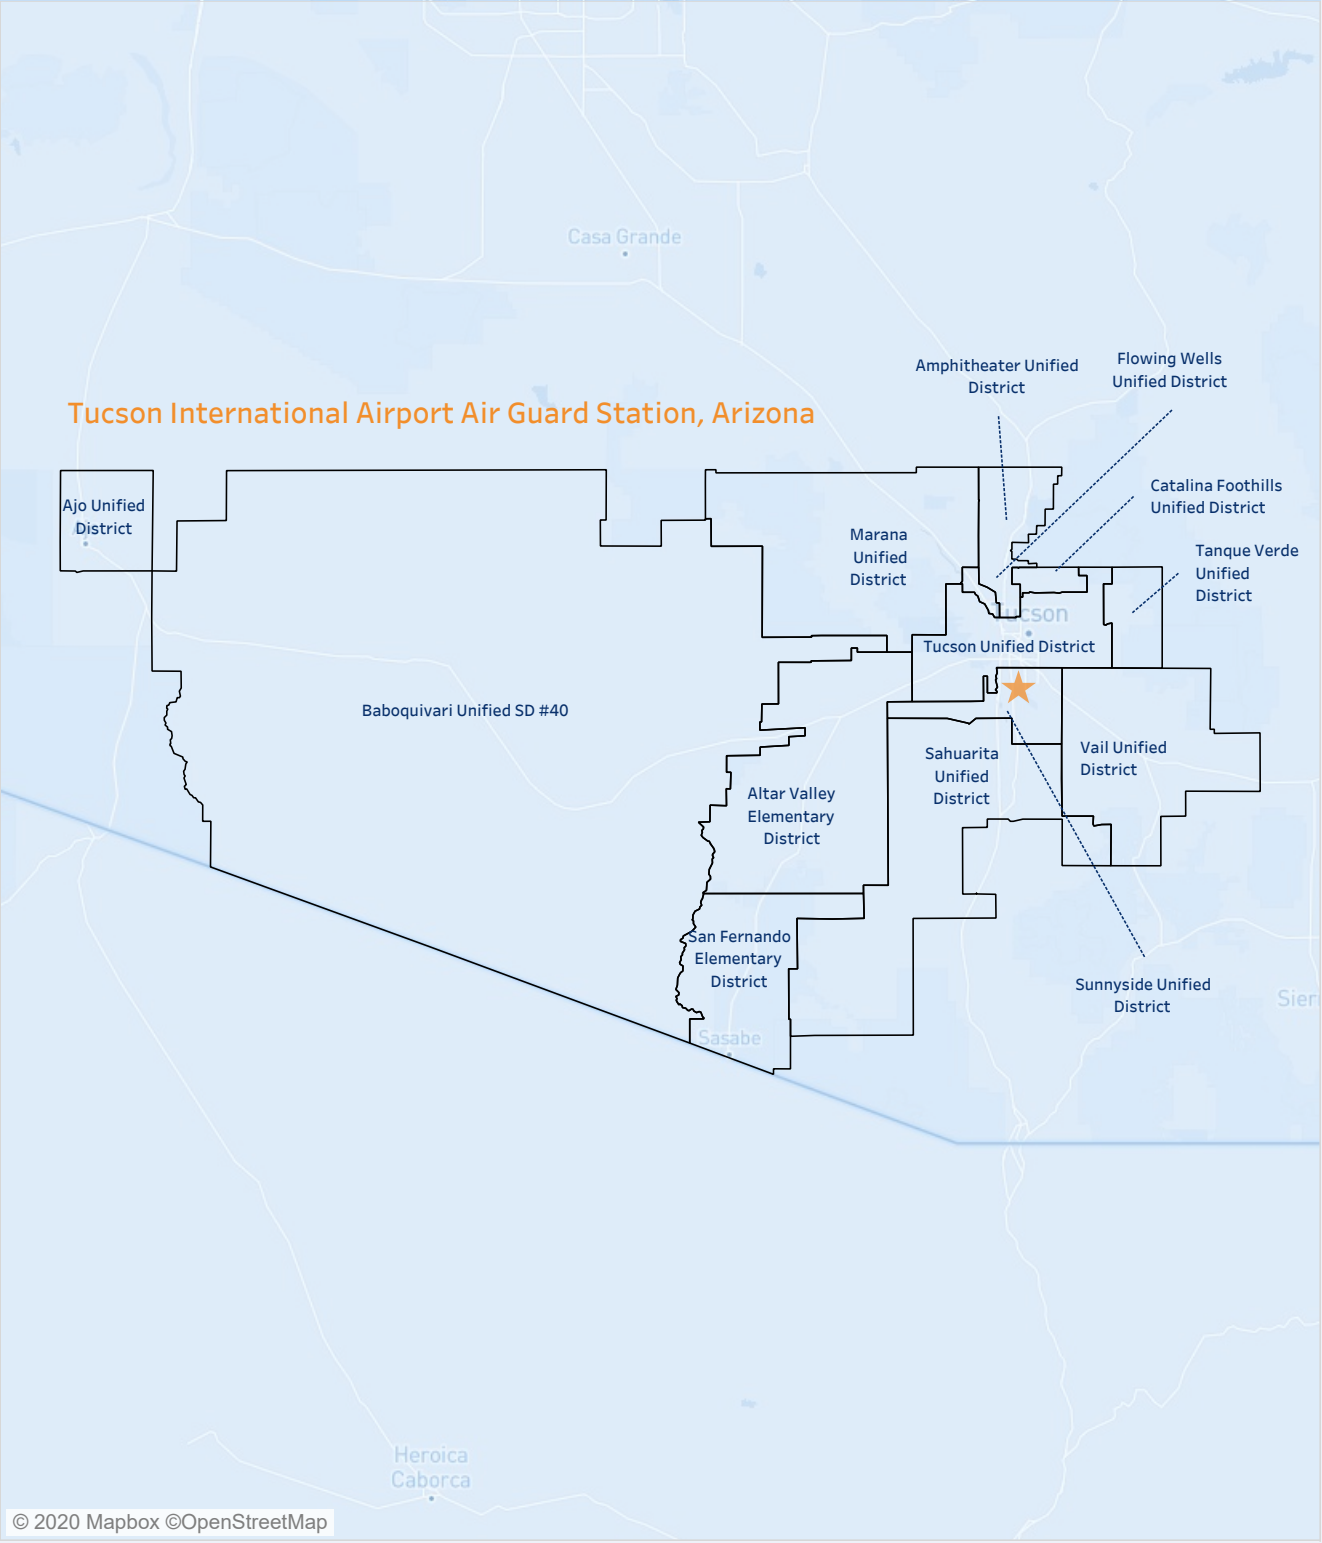 Casa Grande
Amphitheater Unified
District
Flowing Wells
Unified District
Tucson International Airport Air Guard Station, Arizona
Ajo Unified
District
Catalina Foothills
Unified District
Marana
Unified
District
Tanque Verde
Unified
District
Tucson
Tucson Unified District
Baboquivari Unified SD #40
Sahuarita
Unified
District
Vail Unified
District
Altar Valley
Elementary
District
San Fernando
Elementary
District
Sunnyside Unified
District
Sier
Sasabe
Heroica
Caborca
© 2020 Mapbox ©OpenStreetMap